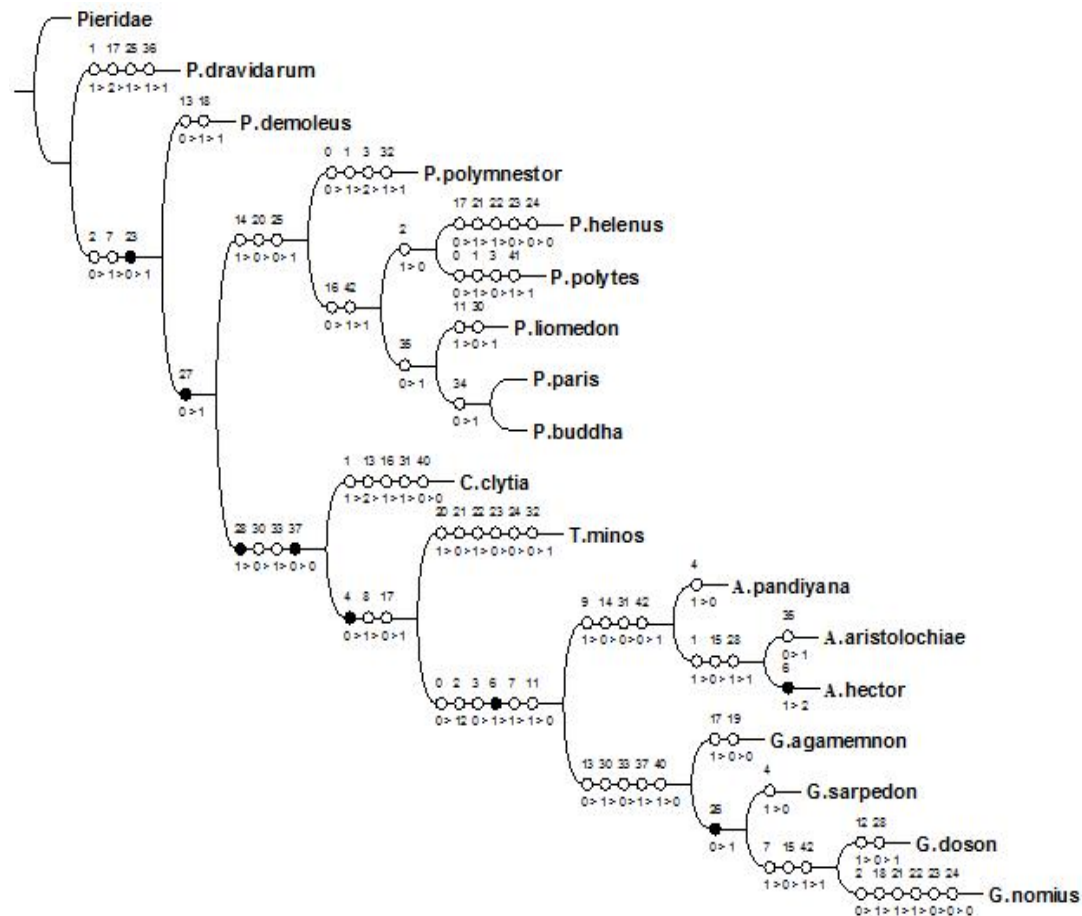 Pieridae
1 17 25 36
P.dravidarum
1 > 2 > 1 > 1 > 1
13 18
P.demoleus
0 > 1 > 1
0 1 3 32
P.polymnestor
0 > 1 > 2 > 1 > 1
14 20 25
1 > 0 > 0 > 1
17 21 22 23 24
P.helenus
0 > 1 > 1 > 0 > 0 > 0
2
1 > 0
2 7 23
0 > 1 > 0 > 1
0 1 3 41
P.polytes
0 > 1 > 0 > 1 > 1
16 42
0 > 1 > 1
11 30
P.liomedon
1 > 0 > 1
35
0 > 1
27
0 > 1
34
0 > 1
P.paris
P.buddha
1 13 16 31 40
C.clytia
1 > 2 > 1 > 1 > 0 > 0
28 30 33 37
1 > 0 > 1 > 0 > 0
20 21 22 23 24 32
T.minos
1 > 0 > 1 > 0 > 0 > 0 > 1
4 8 17
0 > 1 > 0 > 1
4
A.pandiyana
1 > 0
9 14 31 42
1 > 0 > 0 > 0 > 1
35
A.aristolochiae
0 > 1
1 15 28
1 > 0 > 1 > 1
6
A.hector
1 > 2
0 2 3 6 7 11
0 > 12 0 > 1 > 1 > 1 > 0
17 19
G.agamemnon
1 > 0 > 0
13 30 33 37 40
0 > 1 > 0 > 1 > 1 > 0
4
G.sarpedon
1 > 0
26
0 > 1
12 28
G.doson
1 > 0 > 1
7 15 42
1 > 0 > 1 > 1
2 18 21 22 23 24
G.nomius
0 > 1 > 1 > 1 > 0 > 0 > 0